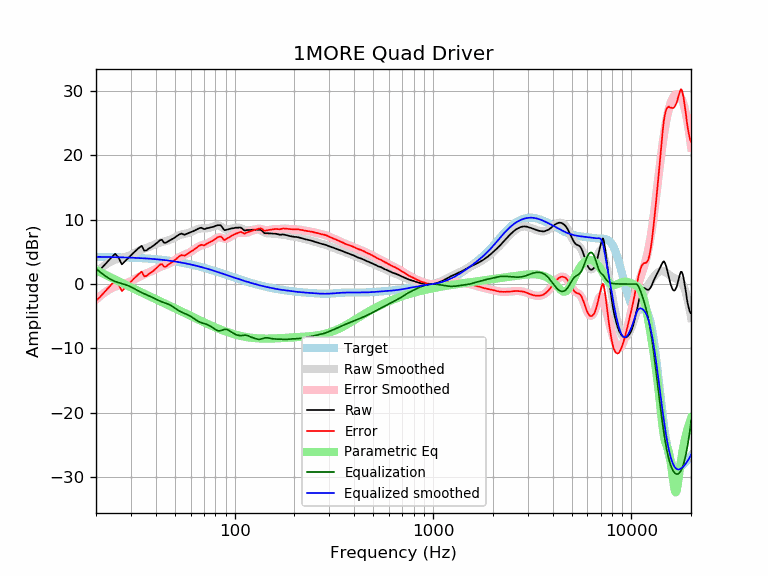 1MORE Quad Driver
Amplitude (dBr)
30
20
10
0
−10
−20
−30
Target
Raw Smoothed
Error Smoothed
Raw
Error
Parametric Eq
Equalization
Equalized smoothed
100
1000
10000
Frequency (Hz)